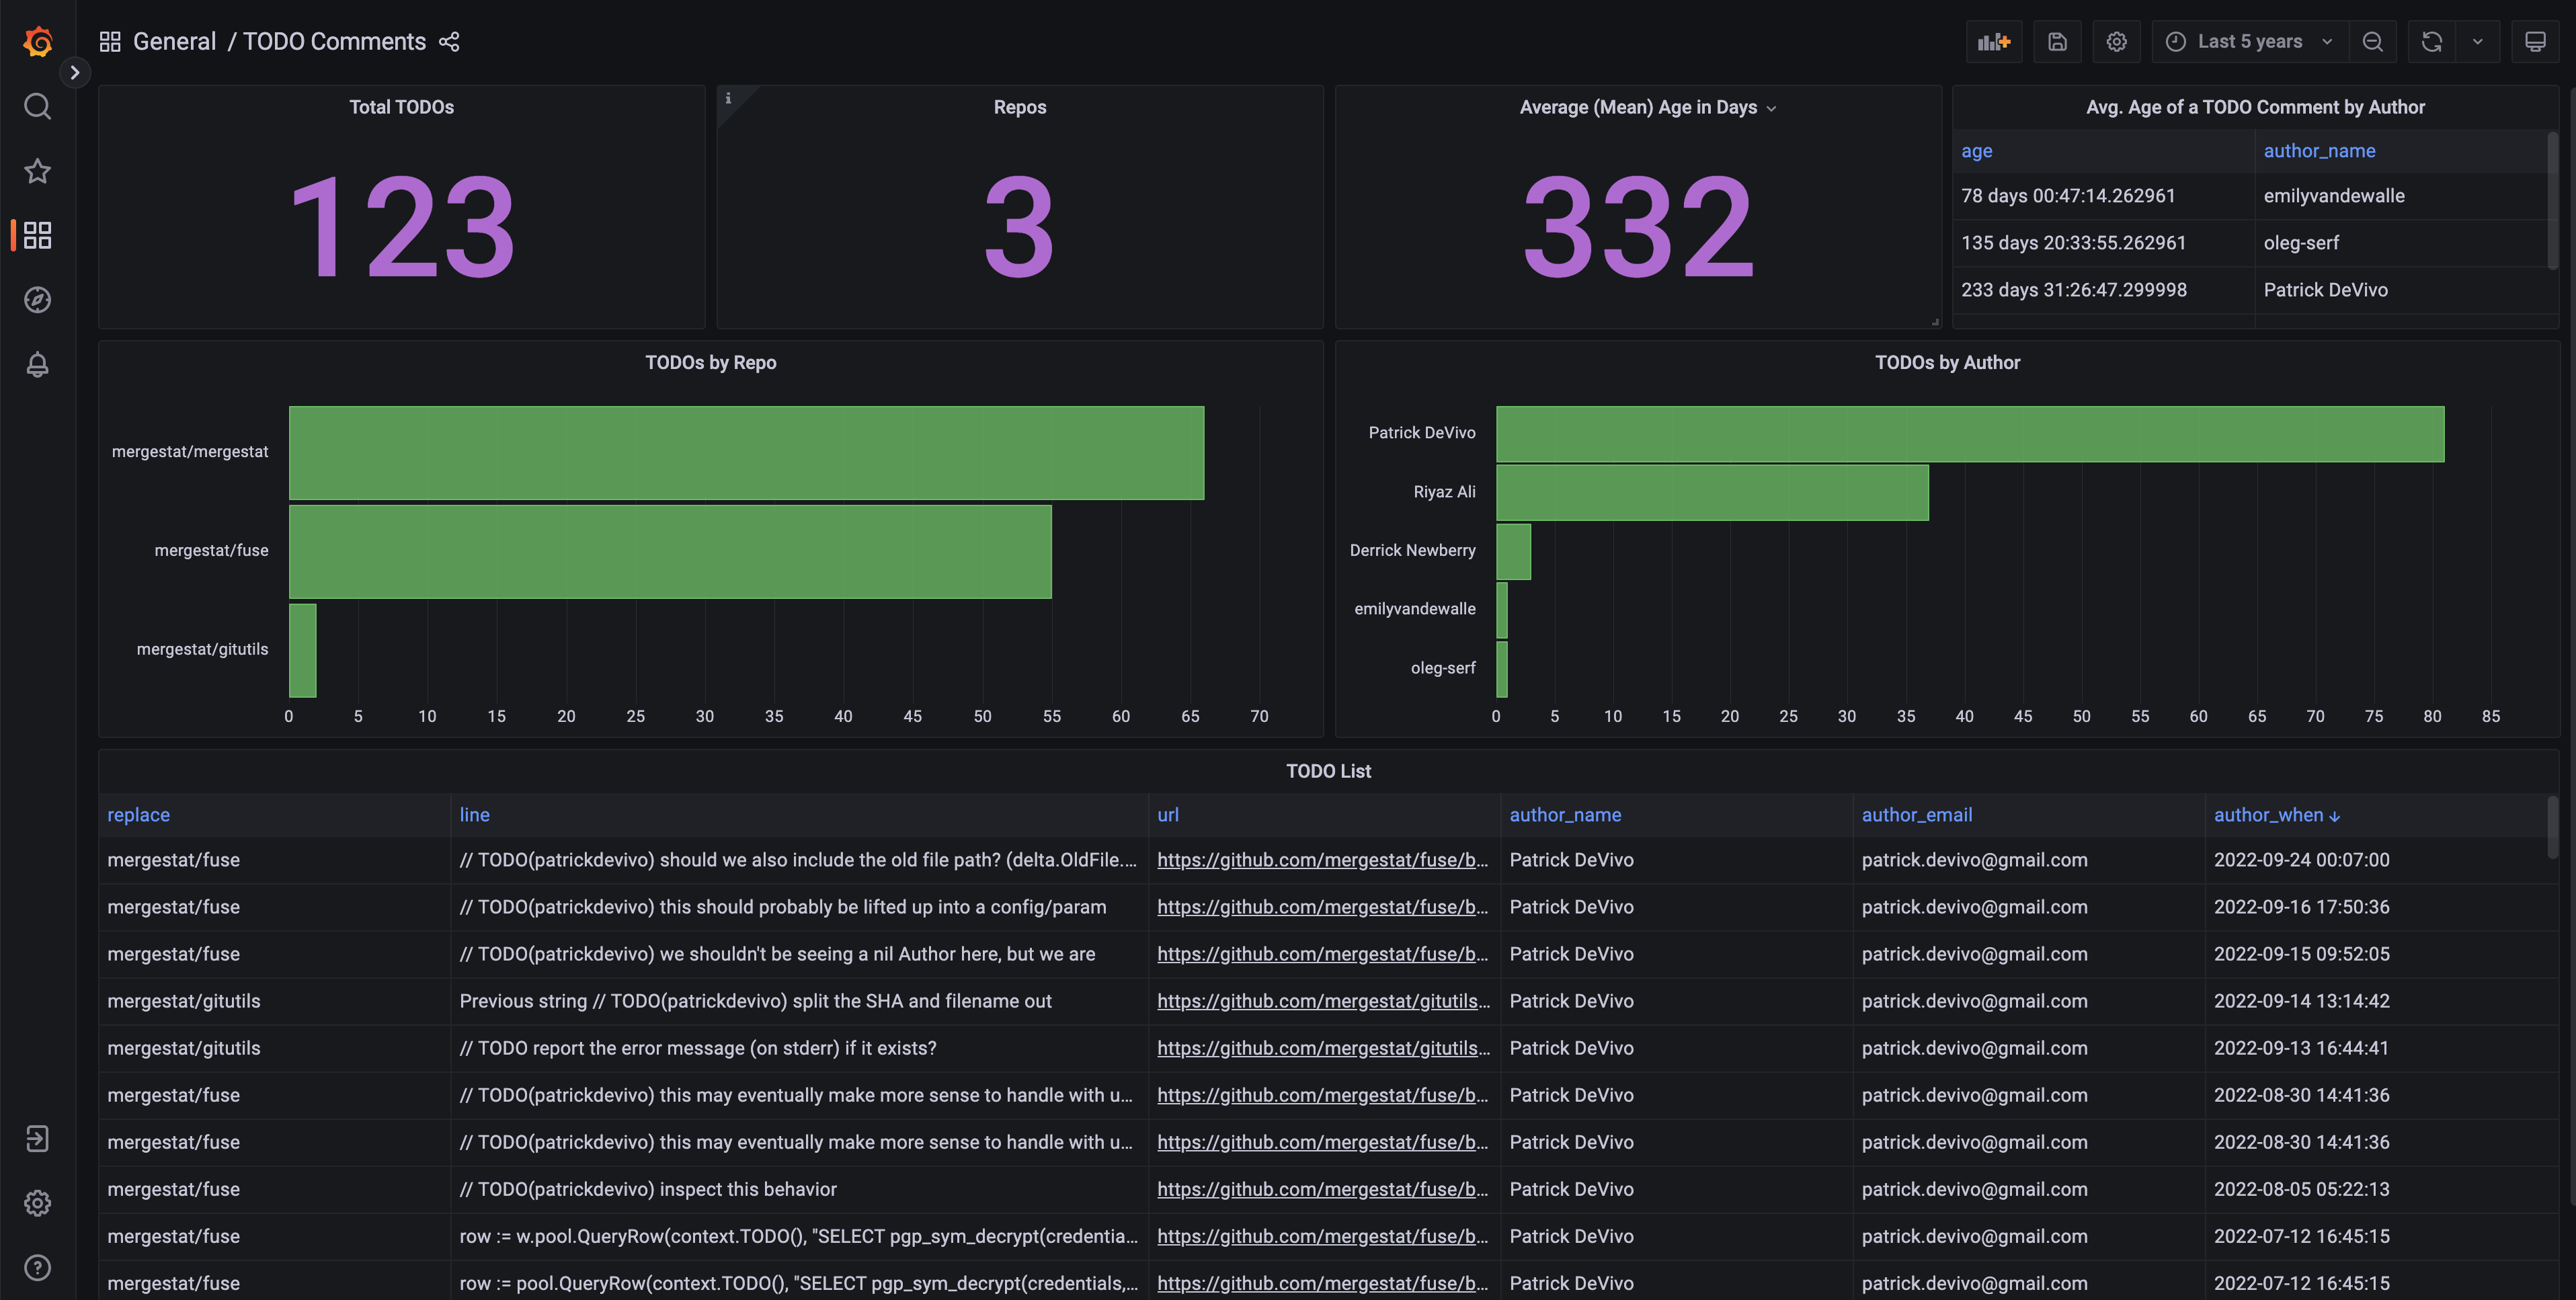 General / TODO Comments
Last 5 years
Total TODOs
123
i
Repos
3
Average (Mean) Age in Days
332
Avg. Age of a TODO Comment by Author
age author_name
78 days 00:47:14.262961 emilyvandewalle
135 days 20:33:55.262961 oleg-serf
233 days 31:26:47.299998 Patrick DeVivo
TODOs by Repo
mergestat/mergestat
mergestat/fuse
mergestat/gitutils
0 5 10 15 20 25 30 35 40 45 50 55 60 65 70
TODOs by Author
Patrick DeVivo
Riyaz Ali
Derrick Newberry
emilyvandewalle
oleg-serf
0 5 10 15 20 25 30 35 40 45 50 55 60 65 70 75 80 85
TODO List
replace line url author_name author_email author_when
mergestat/fuse // TODO(patrickdevivo) should we also include the old file path? (delta.OldFile.... https://github.com/mergestat/fuse/b... Patrick DeVivo patrick.devivo@gmail.com 2022-09-24 00:07:00
mergestat/fuse // TODO(patrickdevivo) this should probably be lifted up into a config/param https://github.com/mergestat/fuse/b... Patrick DeVivo patrick.devivo@gmail.com 2022-09-16 17:50:36
mergestat/fuse // TODO(patrickdevivo) we shouldn't be seeing a nil Author here, but we are https://github.com/mergestat/fuse/b... Patrick DeVivo patrick.devivo@gmail.com 2022-09-15 09:52:05
mergestat/gitutils Previous string // TODO(patrickdevivo) split the SHA and filename out https://github.com/mergestat/gitutils... Patrick DeVivo patrick.devivo@gmail.com 2022-09-14 13:14:42
mergestat/gitutils // TODO report the error message (on stderr) if it exists? https://github.com/mergestat/gitutils... Patrick DeVivo patrick.devivo@gmail.com 2022-09-13 16:44:41
mergestat/fuse // TODO(patrickdevivo) this may eventually make more sense to handle with u... https://github.com/mergestat/fuse/b... Patrick DeVivo patrick.devivo@gmail.com 2022-08-30 14:41:36
mergestat/fuse // TODO(patrickdevivo) this may eventually make more sense to handle with u... https://github.com/mergestat/fuse/b... Patrick DeVivo patrick.devivo@gmail.com 2022-08-30 14:41:36
mergestat/fuse // TODO(patrickdevivo) inspect this behavior https://github.com/mergestat/fuse/b... Patrick DeVivo patrick.devivo@gmail.com 2022-08-05 05:22:13
mergestat/fuse row := w.pool.QueryRow(context.TODO(), "SELECT pgp_sym_decrypt(credentia... https://github.com/mergestat/fuse/b... Patrick DeVivo patrick.devivo@gmail.com 2022-07-12 16:45:15
mergestat/fuse row := pool.QueryRow(context.TODO(), "SELECT pgp_sym_decrypt(credentials,... https://github.com/mergestat/fuse/b... Patrick DeVivo patrick.devivo@gmail.com 2022-07-12 16:45:15